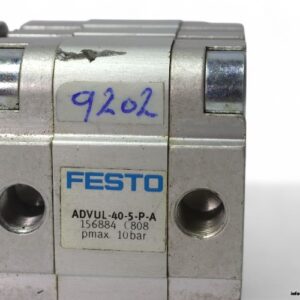 9202
FESTO
ADVUL-40-5-P-A
156884 C808
pmax. 10bar